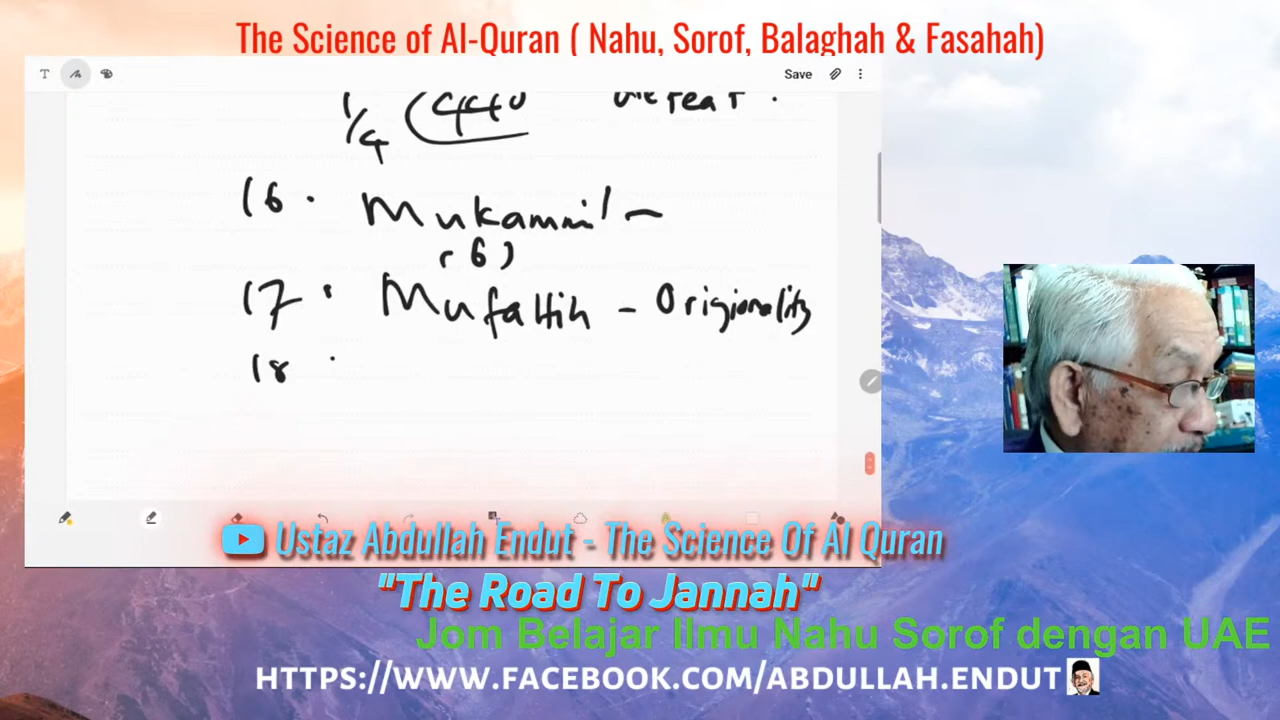 The Science of Al-Quran ( Nahu, Sorof, Balaghah & Fasahah)
T Save
1/4
16. Mukammil –
(6)
17. Mufattih – Origionality
18.
Ustaz Abdullah Endut - The Science Of Al Quran
"The Road To Jannah"
Jom Belajar Ilmu Nahu Sorof dengan UAE
HTTPS://WWW.FACEBOOK.COM/ABDULLAH.ENDUT